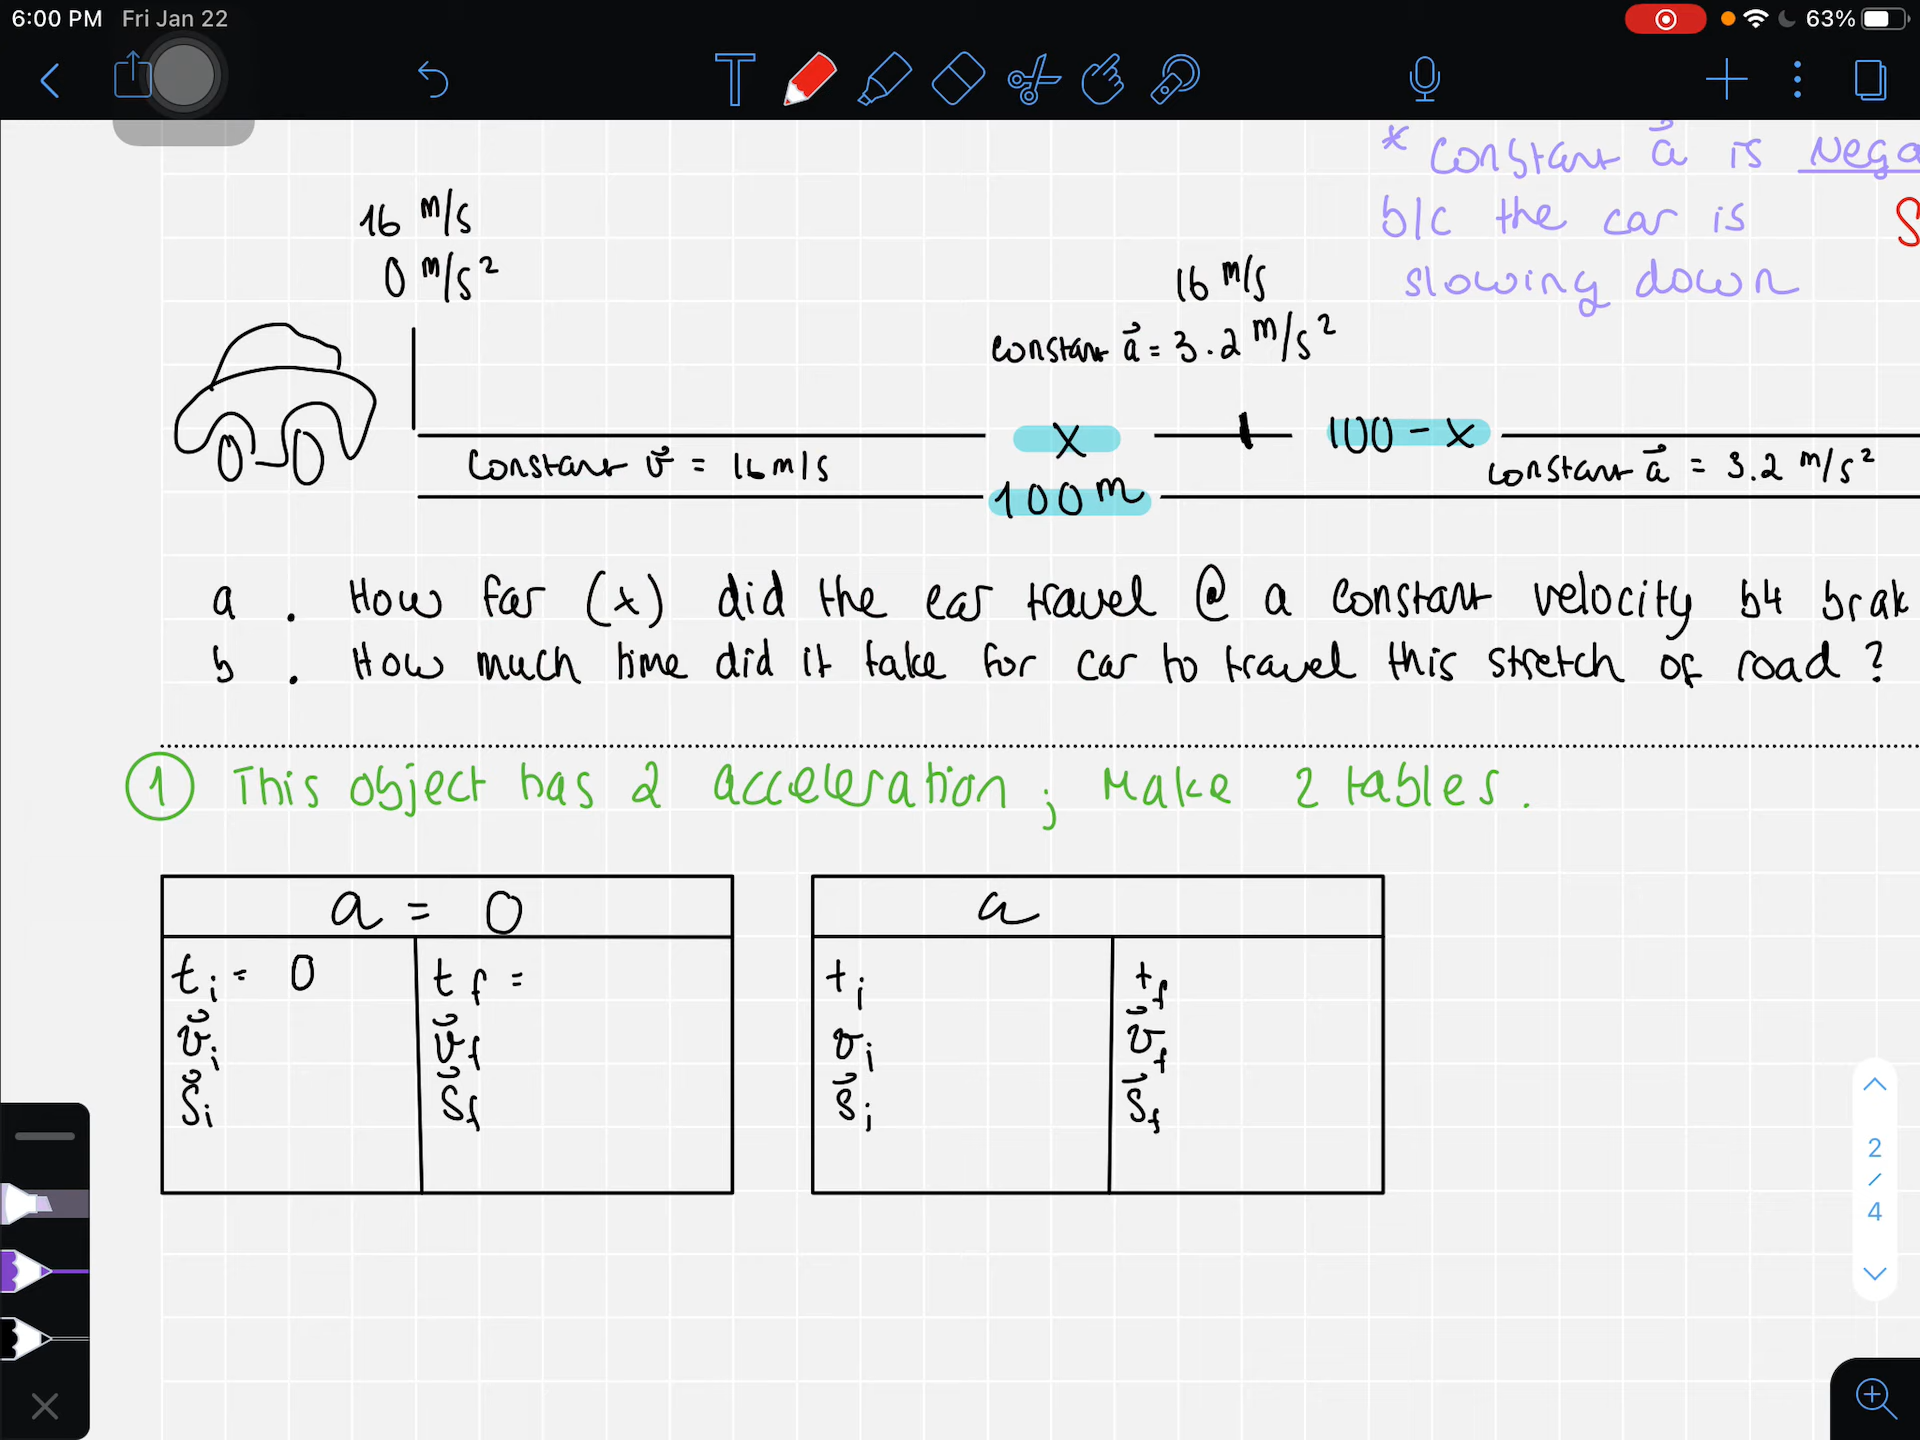 6:00 PM Fri Jan 22
63%
* constant a is Nega
b/c the car is
S
slowing down
16 m/s
0 m/s²
16 m/s
constant a = 3.2 m/s²
x
100 - x
constant v = 16 m/s
constant a = 3.2 m/s²
100 m
a. How far (x) did the car travel @ a constant velocity b4 brak
b. How much time did it take for car to travel this stretch of road?
① This object has 2 acceleration; Make 2 tables.
a = 0
a
ti = 0
tf =
ti
tf
vi
vf
vi
vf
si
sf
si
sf
2
/
4